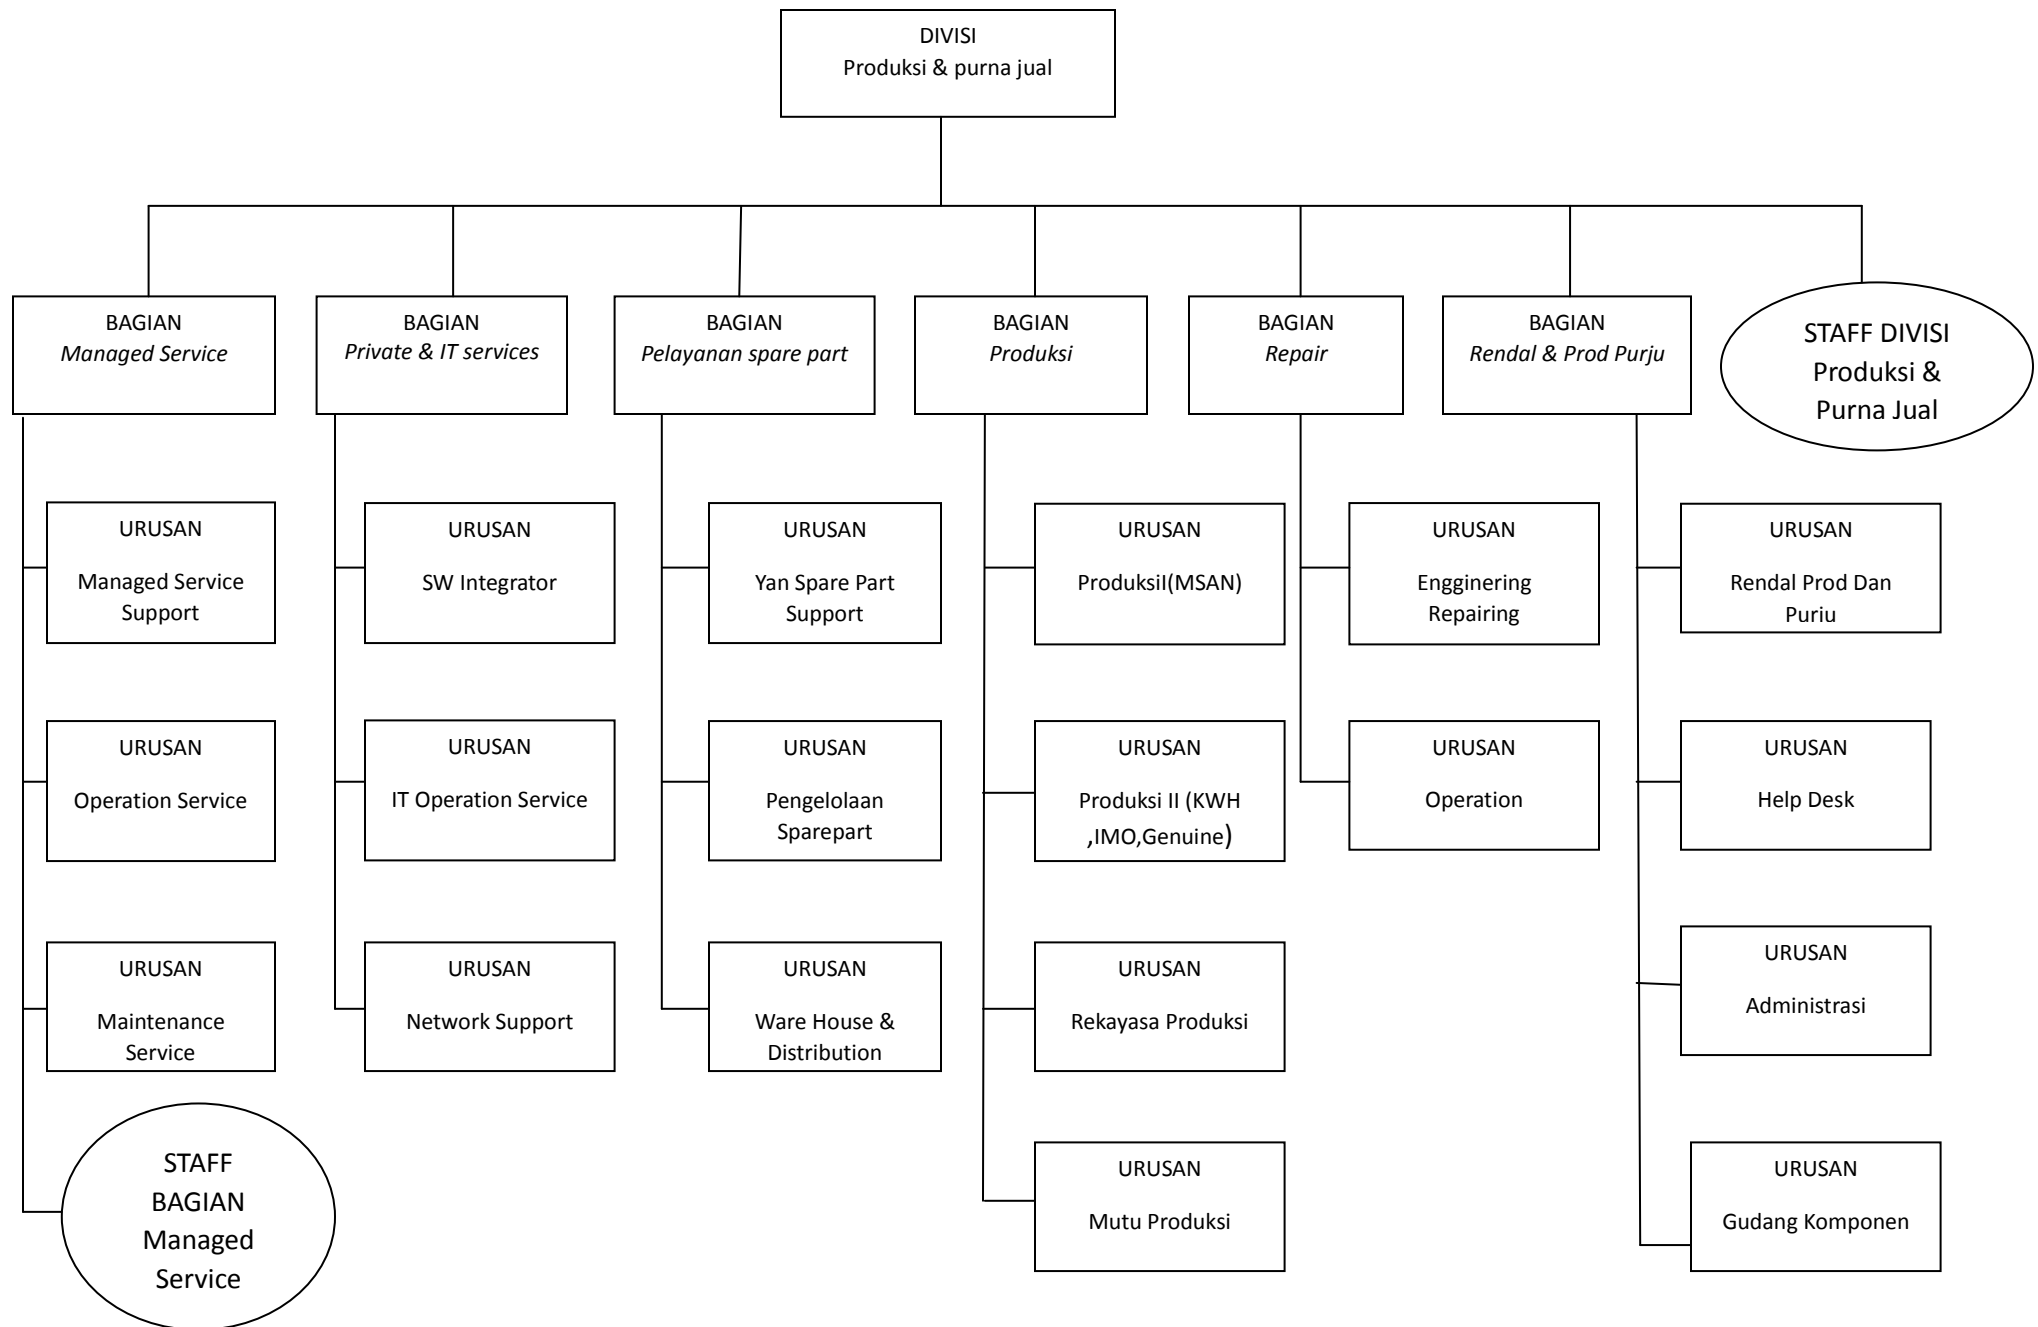 DIVISI
Produksi & purna jual
BAGIAN
Managed Service
BAGIAN
Private & IT services
BAGIAN
Pelayanan spare part
BAGIAN
Produksi
BAGIAN
Repair
BAGIAN
Rendal & Prod Purju
STAFF DIVISI
Produksi &
Purna Jual
URUSAN
Managed Service
Support
URUSAN
SW Integrator
URUSAN
Yan Spare Part
Support
URUSAN
ProduksiI(MSAN)
URUSAN
Engginering
Repairing
URUSAN
Rendal Prod Dan
Puriu
URUSAN
Operation Service
URUSAN
IT Operation Service
URUSAN
Pengelolaan
Sparepart
URUSAN
Produksi II (KWH
,IMO,Genuine)
URUSAN
Operation
URUSAN
Help Desk
URUSAN
Maintenance
Service
URUSAN
Network Support
URUSAN
Ware House &
Distribution
URUSAN
Rekayasa Produksi
URUSAN
Administrasi
STAFF
BAGIAN
Managed
Service
URUSAN
Mutu Produksi
URUSAN
Gudang Komponen